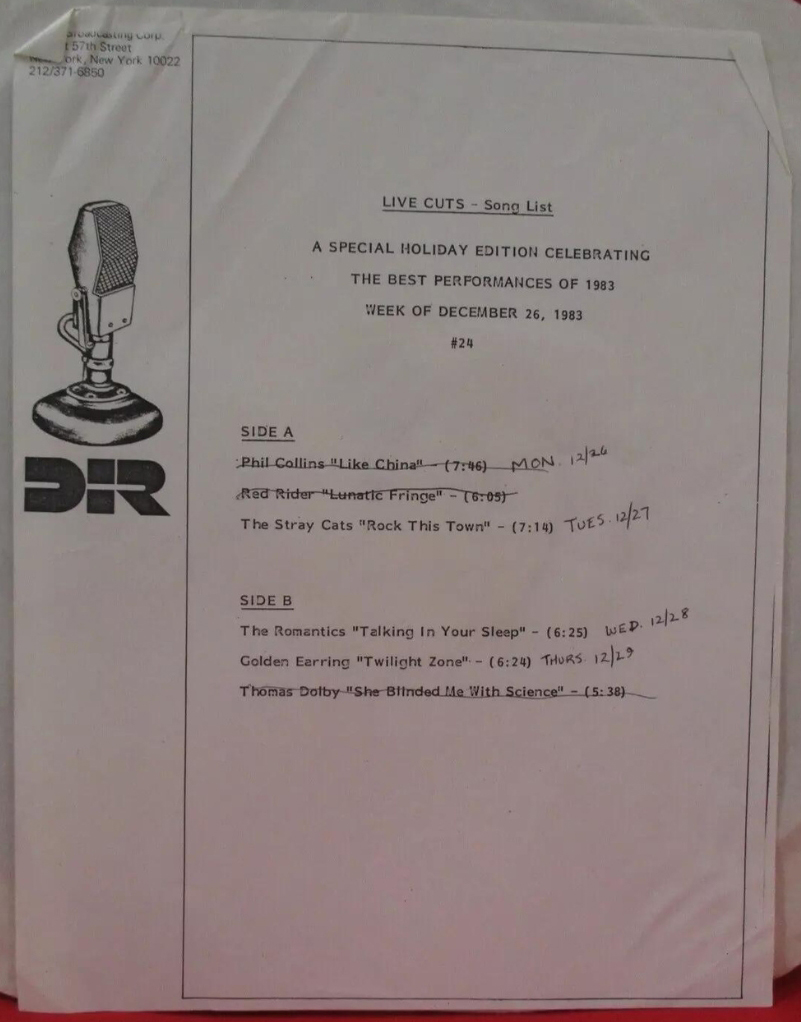 Broadcasting Corp.
57th Street
ork, New York 10022
212/371-6850
DIR
LIVE CUTS - Song List
A SPECIAL HOLIDAY EDITION CELEBRATING
THE BEST PERFORMANCES OF 1983
WEEK OF DECEMBER 26, 1983
#24
SIDE A
Phil Collins "Like China" - (7:46) MON. 12/26
Red Rider "Lunatic Fringe" - (6:05)
The Stray Cats "Rock This Town" - (7:14) TUES. 12/27
SIDE B
The Romantics "Talking In Your Sleep" - (6:25) WED. 12/28
Golden Earring "Twilight Zone" - (6:24) THURS. 12/29
Thomas Dolby "She Blinded Me With Science" - (5:38)